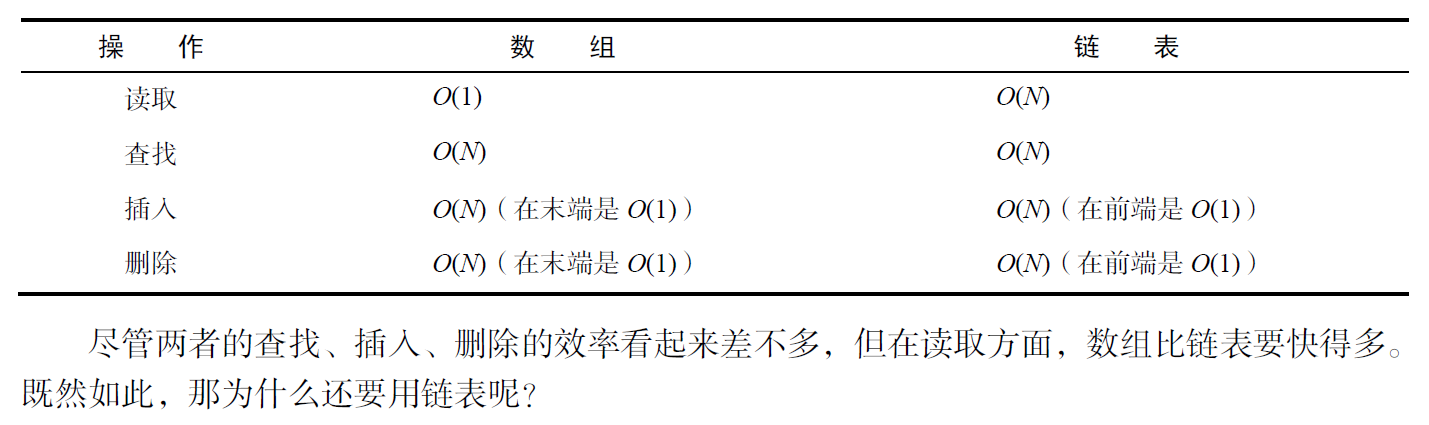 操 作 数 组 链 表
读取 O(1) O(N)
查找 O(N) O(N)
插入 O(N)（在末端是 O(1)） O(N)（在前端是 O(1)）
删除 O(N)（在末端是 O(1)） O(N)（在前端是 O(1)）
尽管两者的查找、插入、删除的效率看起来差不多，但在读取方面，数组比链表要快得多。
既然如此，那为什么还要用链表呢？